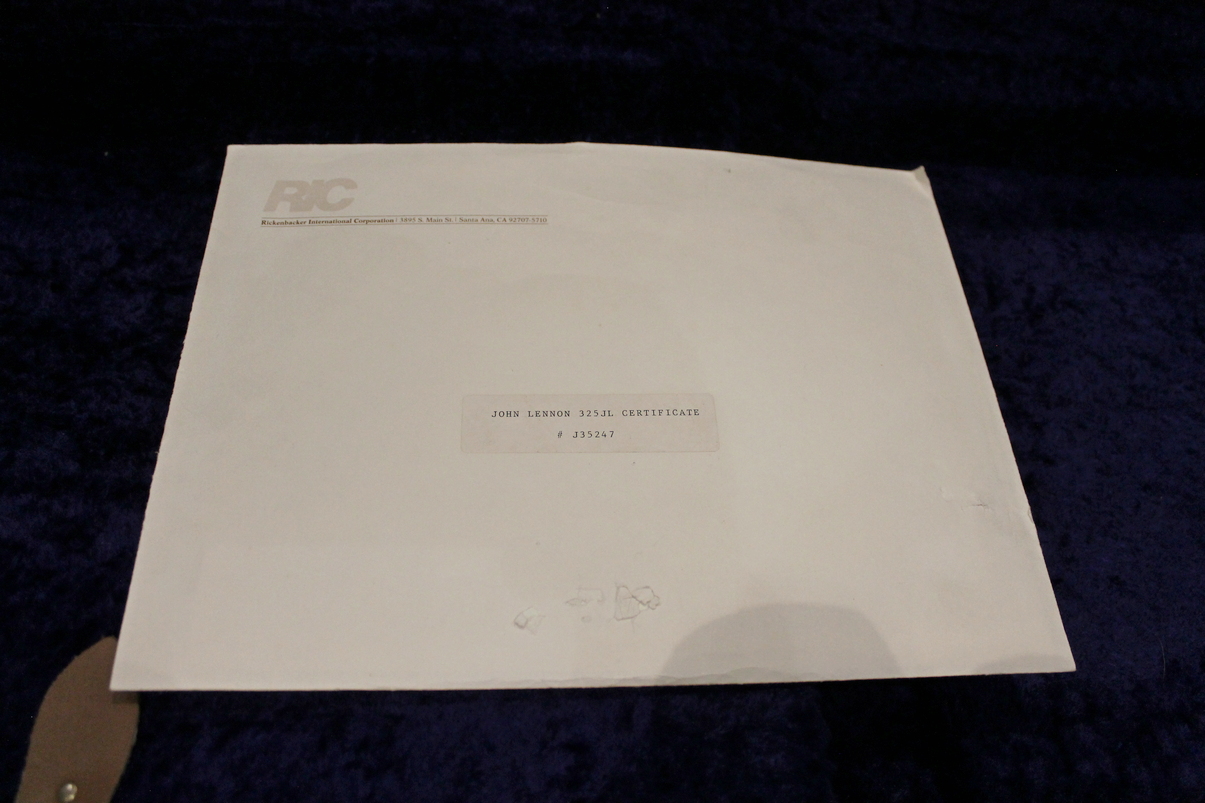 RIC
Rickenbacker International Corporation | 3895 S. Main St. | Santa Ana, CA 92707-5710
JOHN LENNON 325JL CERTIFICATE
# J35247